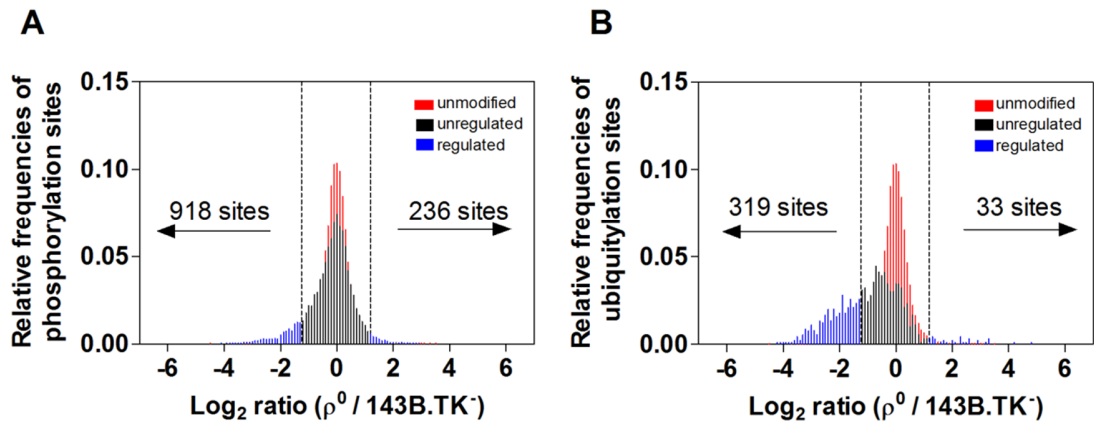 A
Relative frequencies of
phosphorylation sites
0.15
0.10
0.05
0.00
unmodified
unregulated
regulated
918 sites
236 sites
-6
-4
-2
0
2
4
6
Log₂ ratio (ρ⁰ / 143B.TK⁻)
B
Relative frequencies of
ubiquitylation sites
0.15
0.10
0.05
0.00
unmodified
unregulated
regulated
319 sites
33 sites
-6
-4
-2
0
2
4
6
Log₂ ratio (ρ⁰ / 143B.TK⁻)